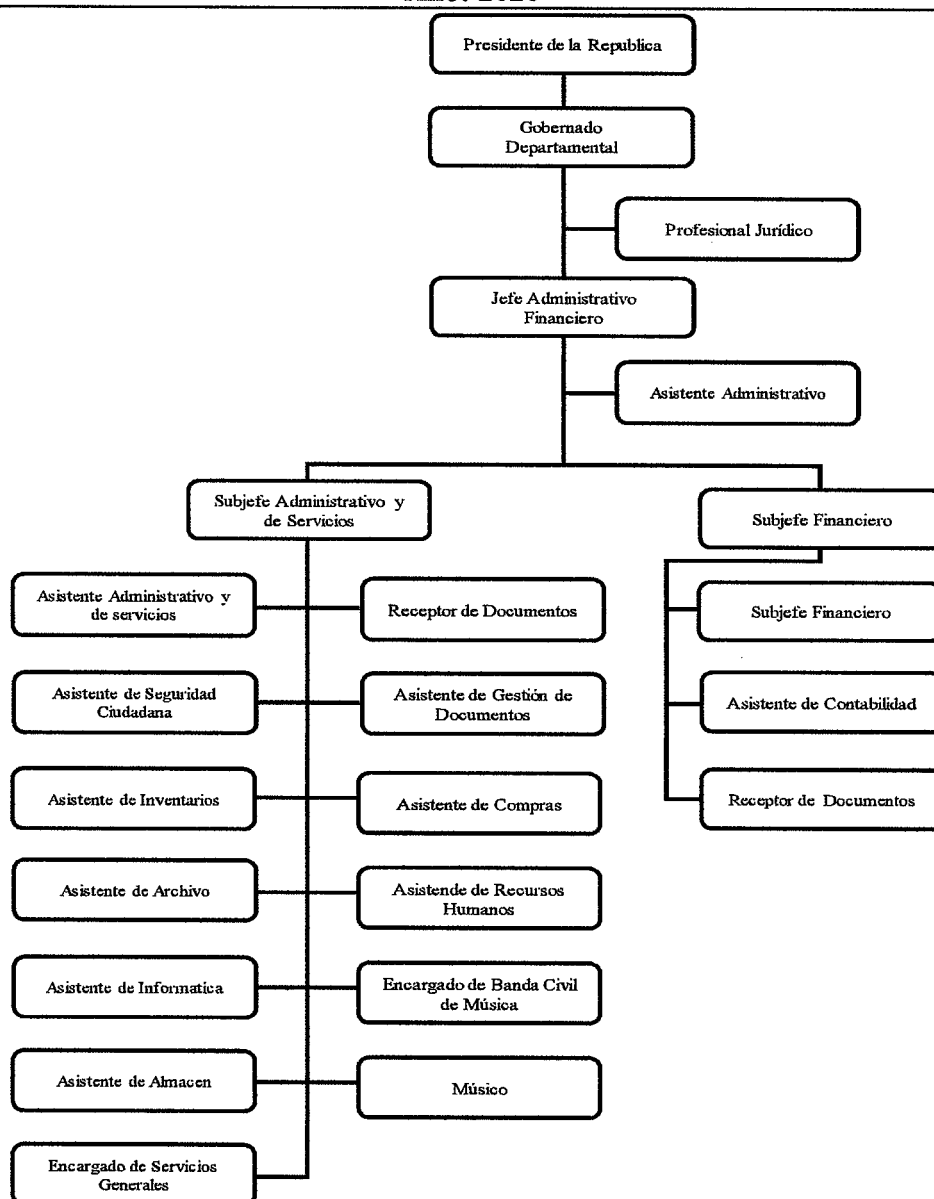 Presidente de la Republica
Gobernado
Departamental
Profesional Jurídico
Jefe Administrativo
Financiero
Asistente Administrativo
Subjefe Administrativo y
de Servicios
Subjefe Financiero
Asistente Administrativo y
de servicios
Receptor de Documentos
Subjefe Financiero
Asistente de Seguridad
Ciudadana
Asistente de Gestión de
Documentos
Asistente de Contabilidad
Asistente de Inventarios
Asistente de Compras
Receptor de Documentos
Asistente de Archivo
Asistende de Recursos
Humanos
Asistente de Informatica
Encargado de Banda Civil
de Música
Asistente de Almacen
Músico
Encargado de Servicios
Generales